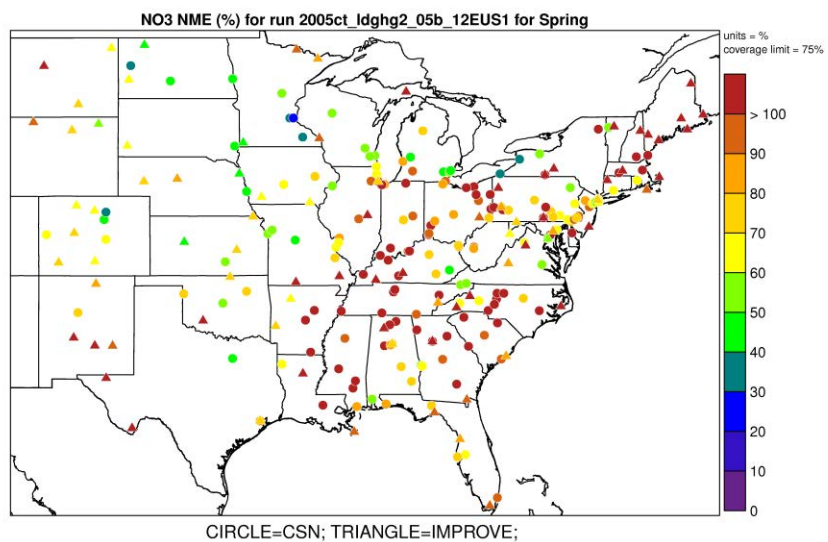 NO3 NME (%) for run 2005ct_ldghg2_05b_12EUS1 for Spring
units = %
coverage limit = 75%
> 100
90
80
70
60
50
40
30
20
10
0
CIRCLE=CSN; TRIANGLE=IMPROVE;